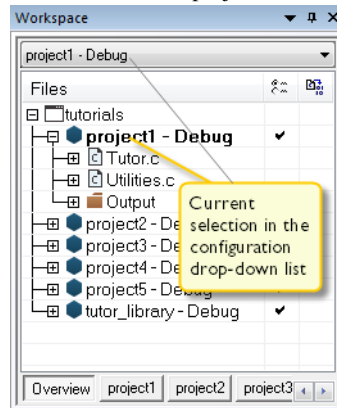 Workspace
project1 - Debug
Files
tutorials
project1 - Debug
Tutor.c
Utilities.c
Output
project2 - De
project3 - De
project4 - De
project5 - Debug
tutor_library - Debug
Current
selection in the
configuration
drop-down list
Overview project1 project2 project3